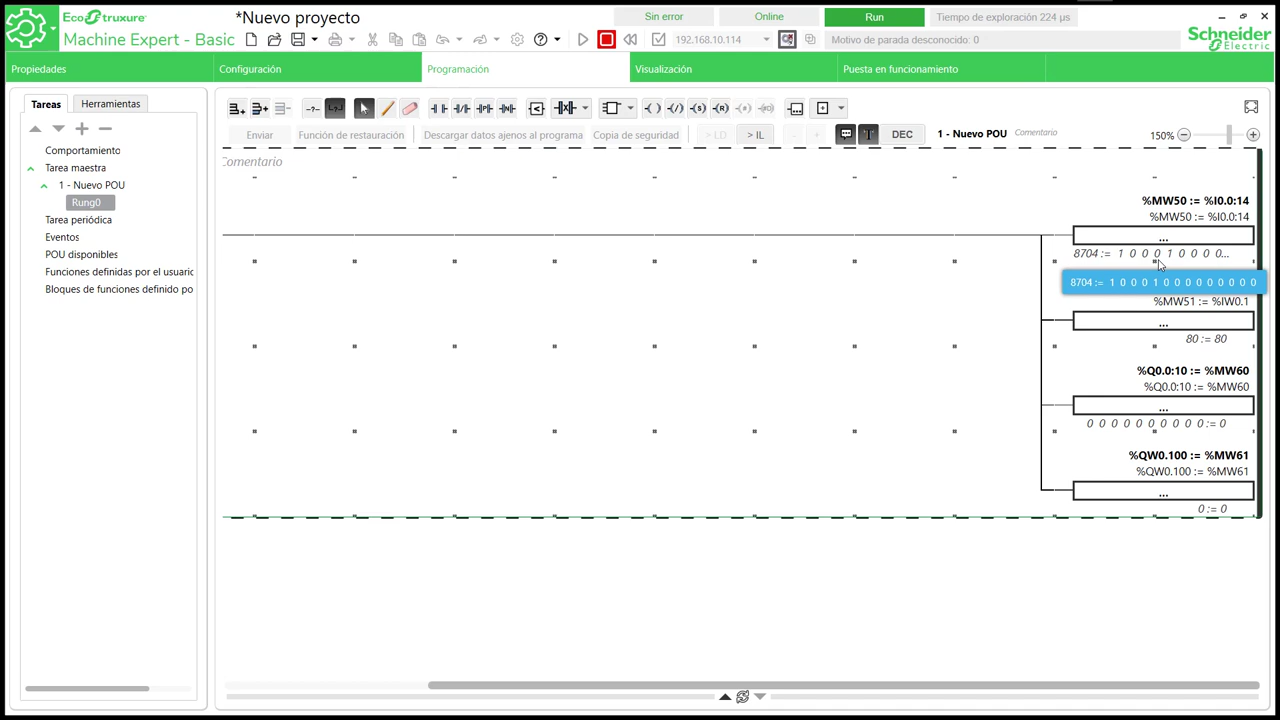 EcoStruxure
Machine Expert - Basic
*Nuevo proyecto
Sin error
Online
Run
Tiempo de exploración 224 µs
192.168.10.114
Motivo de parada desconocido: 0
Schneider
Electric
Propiedades
Configuración
Programación
Visualización
Puesta en funcionamiento
Tareas
Herramientas
Comportamiento
Tarea maestra
1 - Nuevo POU
Rung0
Tarea periódica
Eventos
POU disponibles
Funciones definidas por el usuario
Bloques de funciones definido po
Enviar
Función de restauración
Descargar datos ajenos al programa
Copia de seguridad
> LD
> IL
DEC
1 - Nuevo POU
Comentario
150%
Comentario
%MW50 := %I0.0:14
%MW50 := %I0.0:14
...
8704 := 1 0 0 0 1 0 0 0 0...
8704 := 1 0 0 0 1 0 0 0 0 0 0 0 0 0
%MW51 := %IW0.1
...
80 := 80
%Q0.0:10 := %MW60
%Q0.0:10 := %MW60
...
0 0 0 0 0 0 0 0 0 0 := 0
%QW0.100 := %MW61
%QW0.100 := %MW61
...
0 := 0